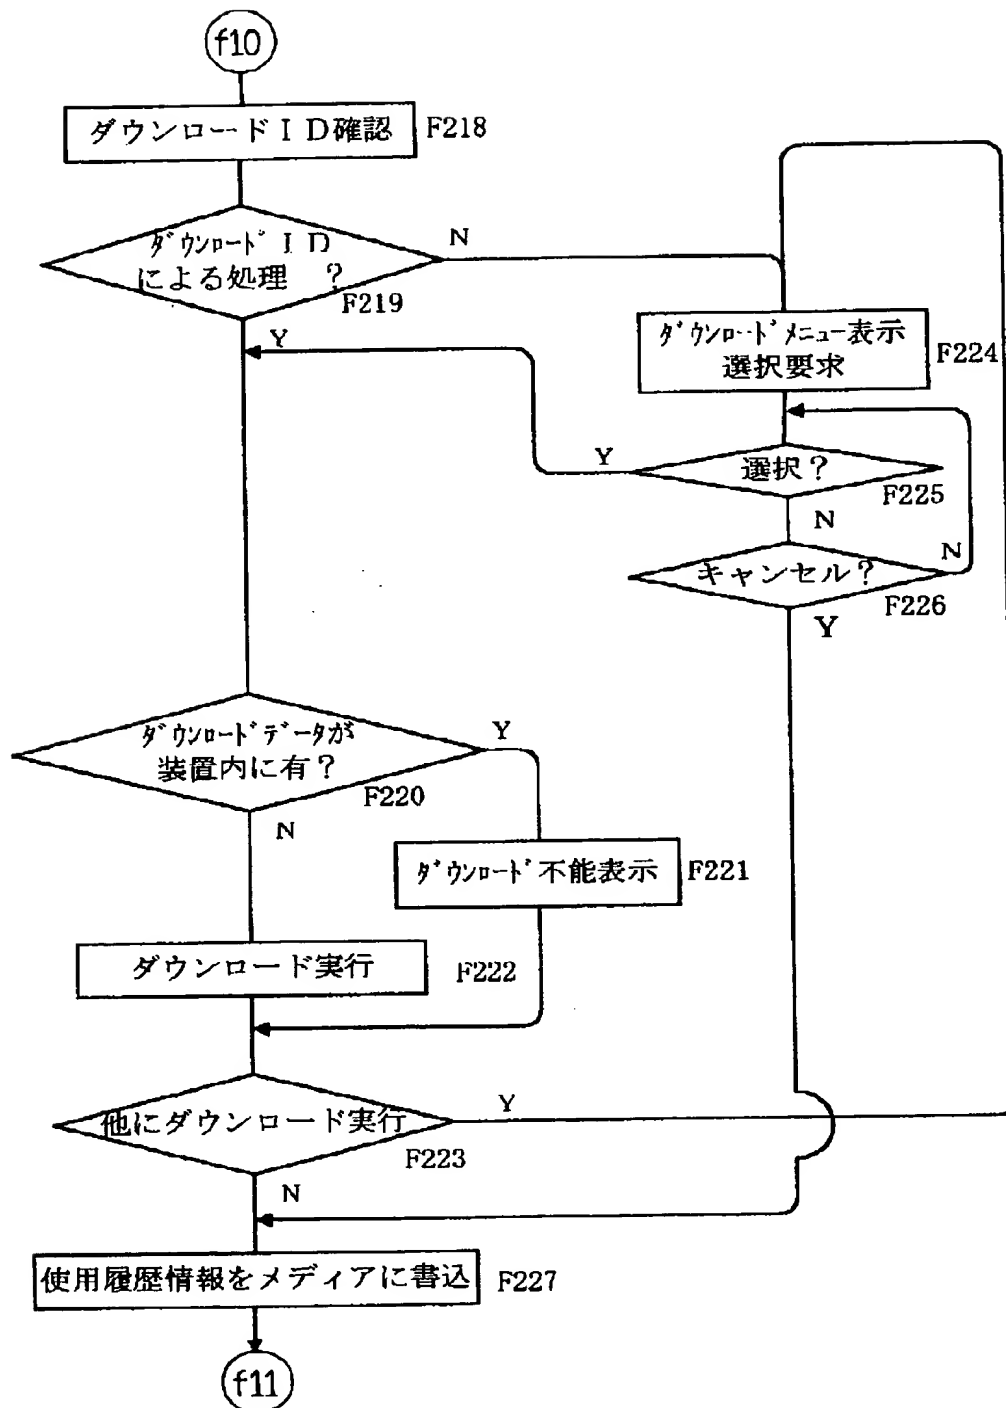 f10
ダウンロードＩＤ確認 F218
ﾀﾞｳﾝﾛｰﾄﾞＩＤ
による処理 ？
F219
N
Y
ﾀﾞｳﾝﾛｰﾄﾞﾒﾆｭｰ表示
選択要求
F224
Y
選択？
F225
N
キャンセル？
N
F226
Y
ﾀﾞｳﾝﾛｰﾄﾞﾃﾞｰﾀが
装置内に有？
F220
Y
N
ﾀﾞｳﾝﾛｰﾄﾞ不能表示 F221
ダウンロード実行 F222
他にダウンロード実行
F223
Y
N
使用履歴情報をメディアに書込 F227
f11